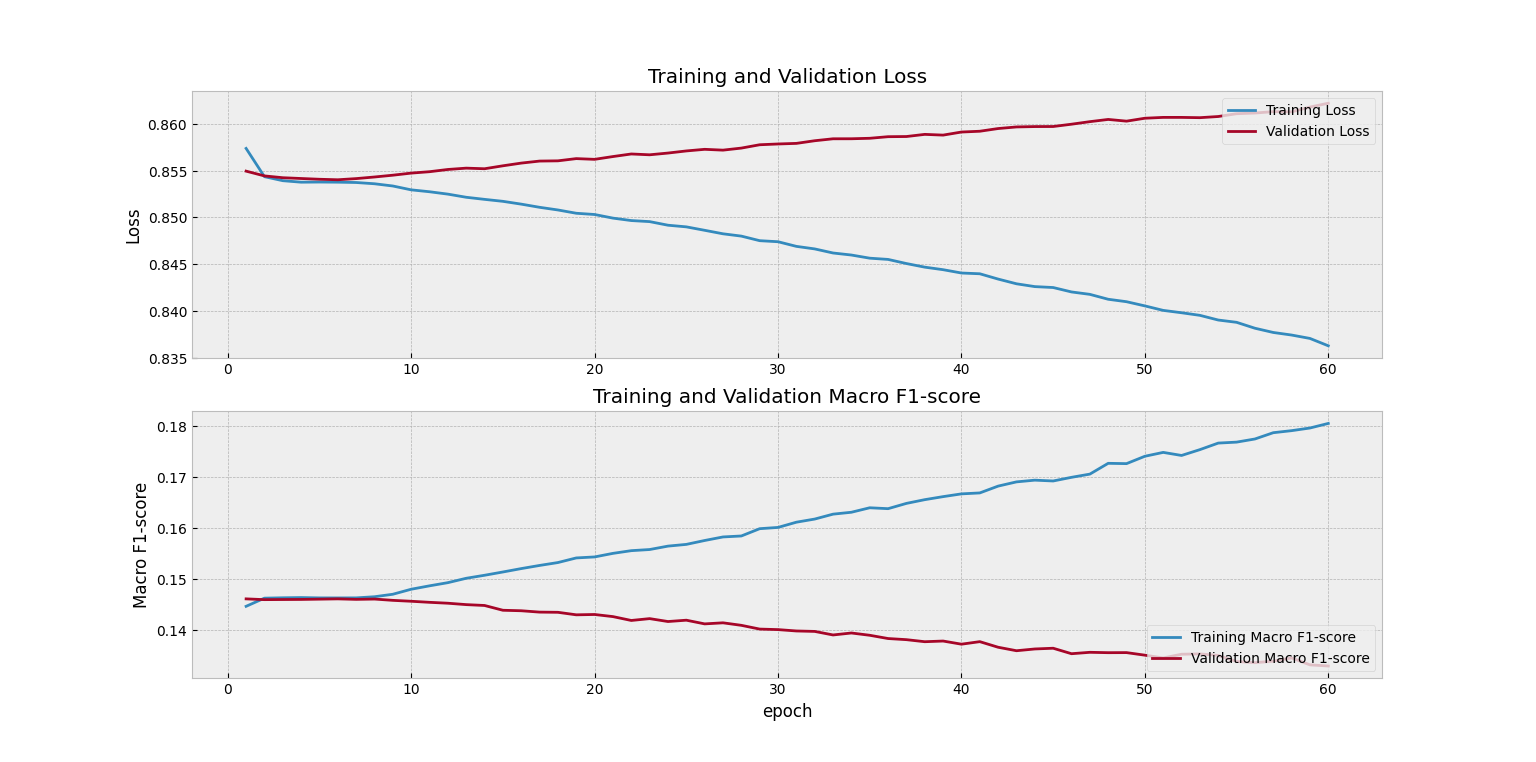 Training and Validation Loss
Loss
0.860
0.855
0.850
0.845
0.840
0.835
Training Loss
Validation Loss
0 10 20 30 40 50 60
Training and Validation Macro F1-score
Macro F1-score
0.18
0.17
0.16
0.15
0.14
Training Macro F1-score
Validation Macro F1-score
0 10 20 30 40 50 60
epoch